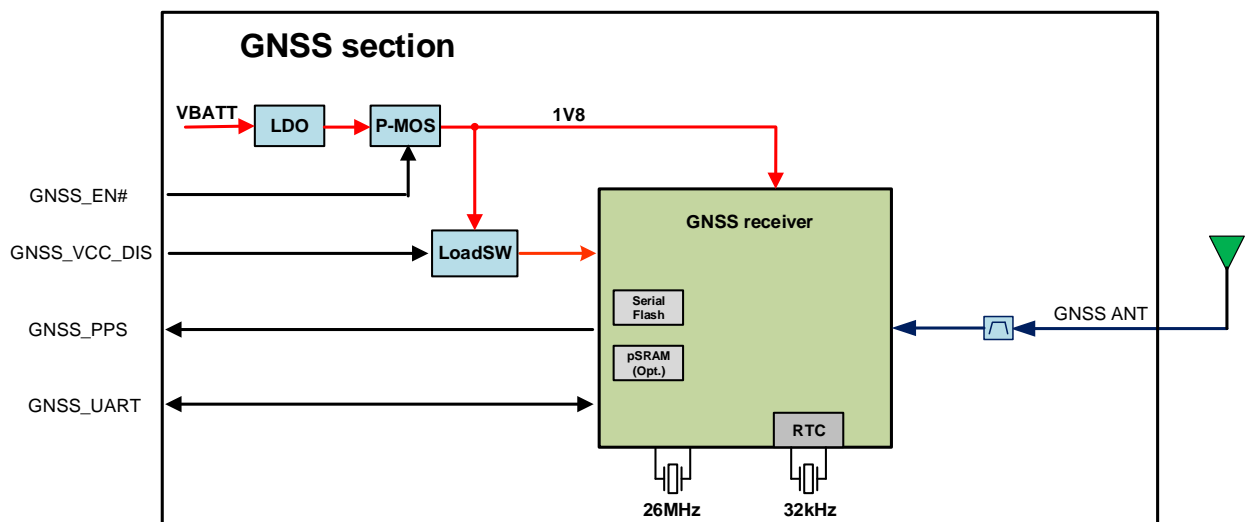 GNSS section
VBATT
LDO
P-MOS
1V8
GNSS_EN#
GNSS receiver
GNSS_VCC_DIS
LoadSW
Serial
Flash
GNSS_PPS
GNSS ANT
pSRAM
(Opt.)
GNSS_UART
RTC
26MHz
32kHz